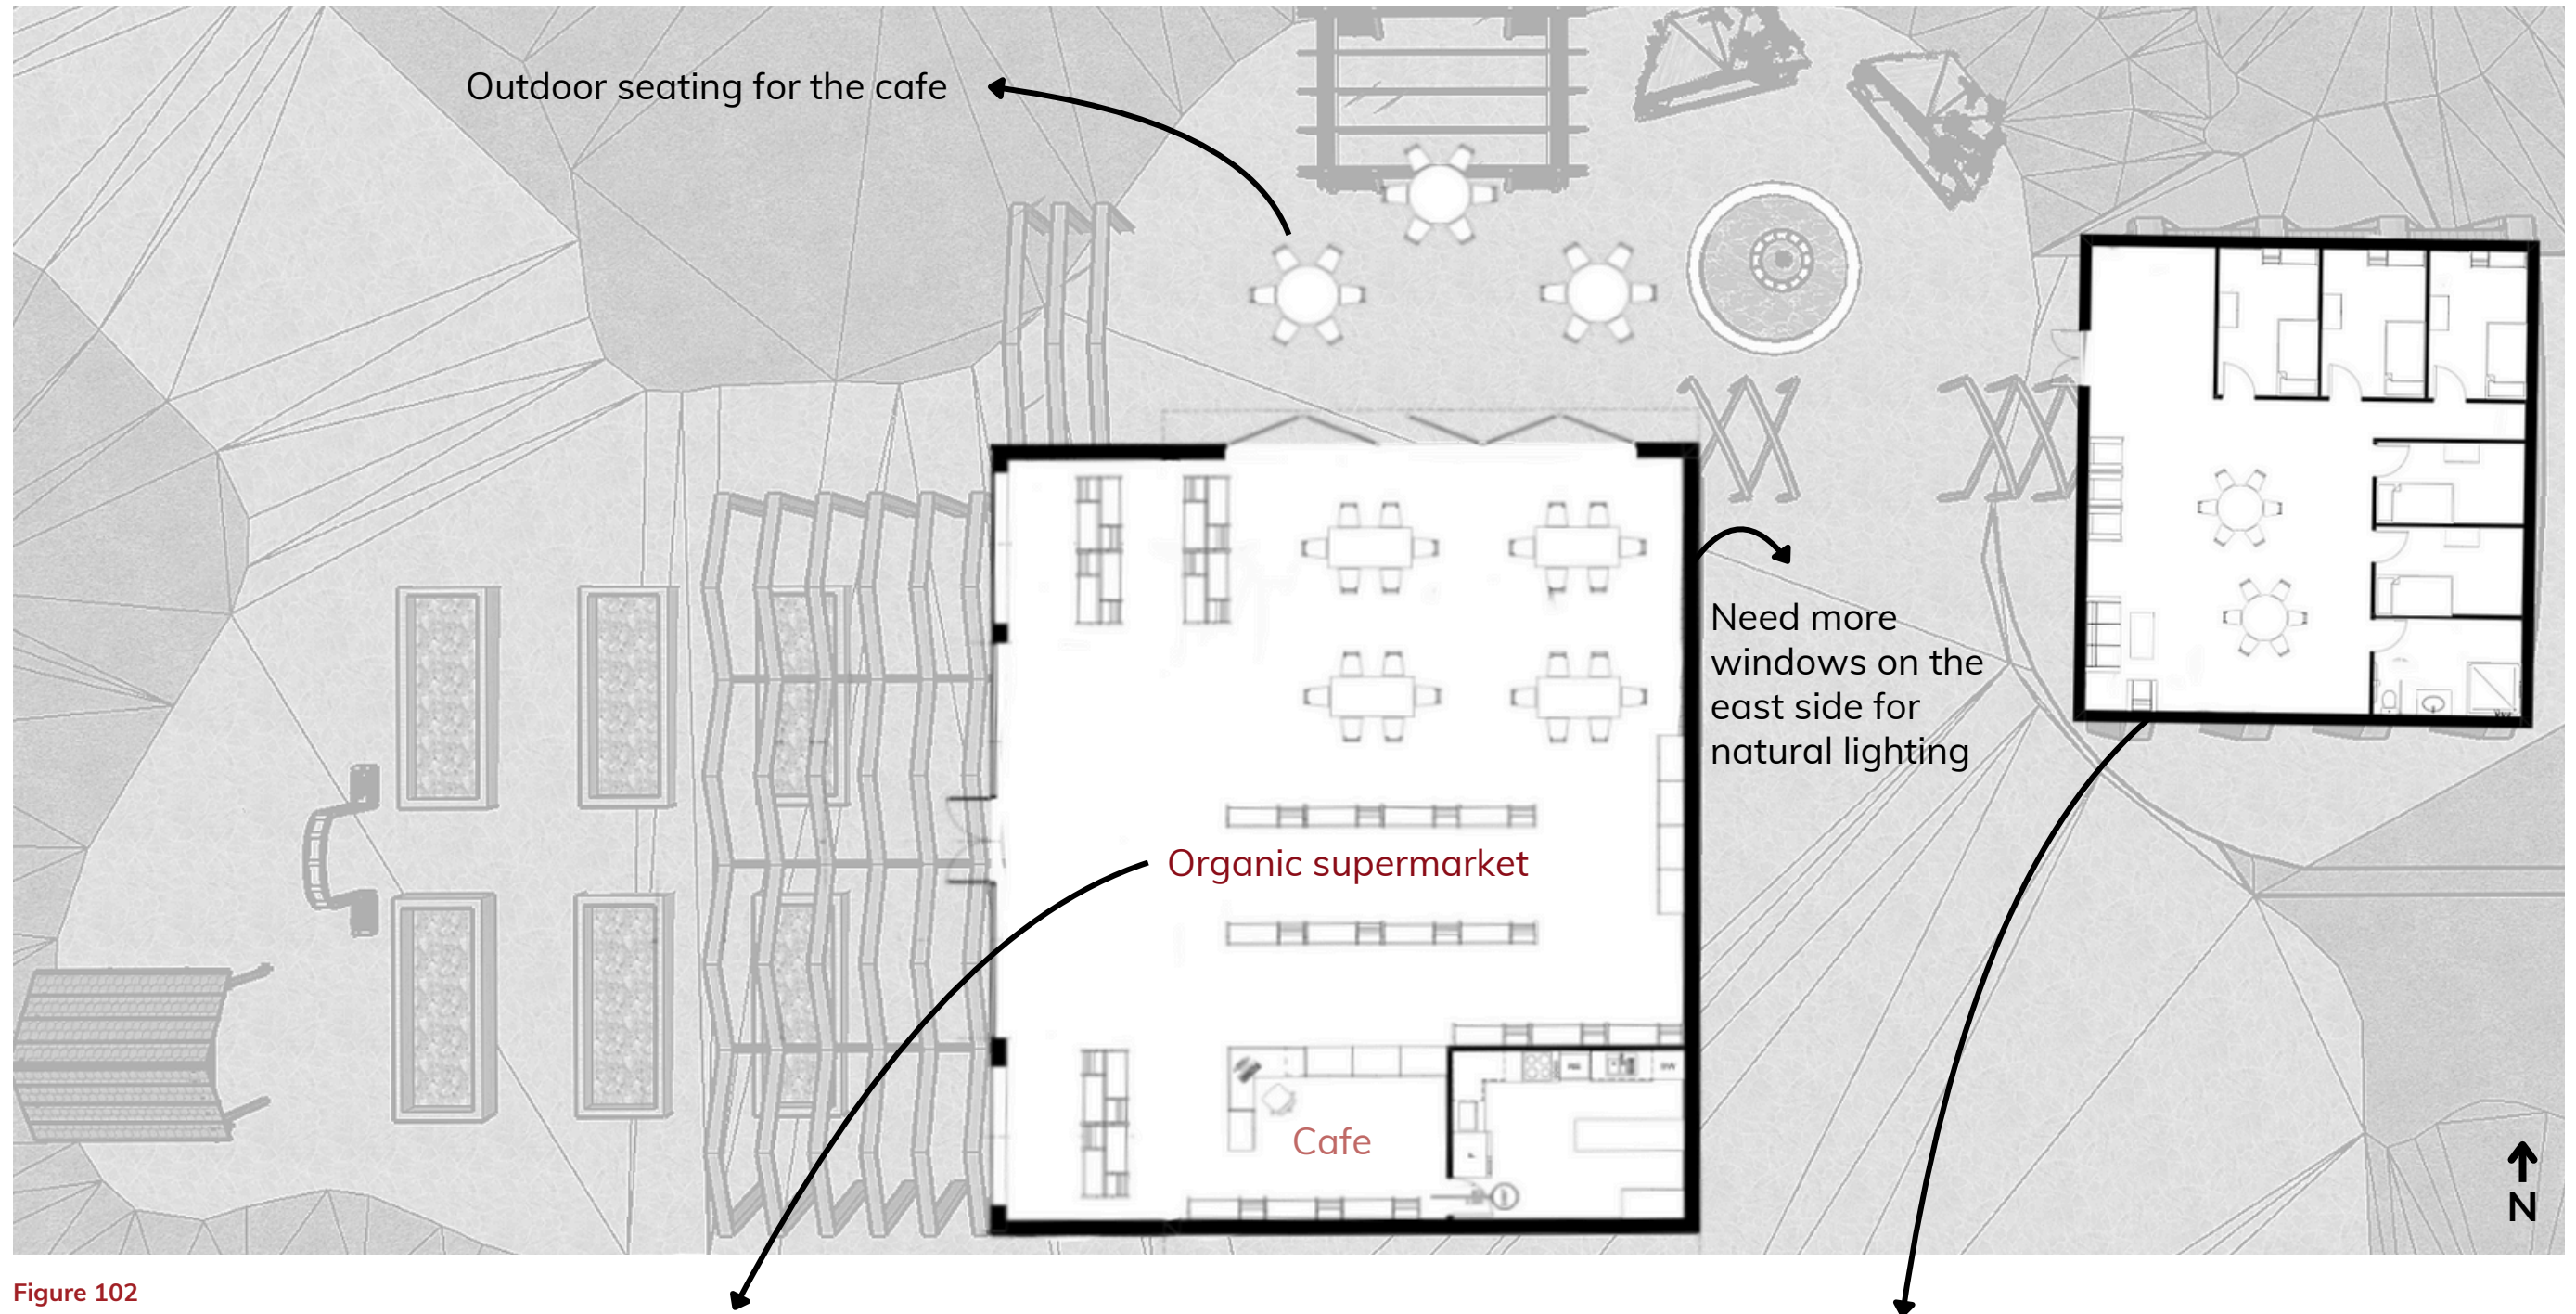 Outdoor seating for the cafe
Need more
windows on the
east side for
natural lighting
Organic supermarket
Cafe
N
Figure 102